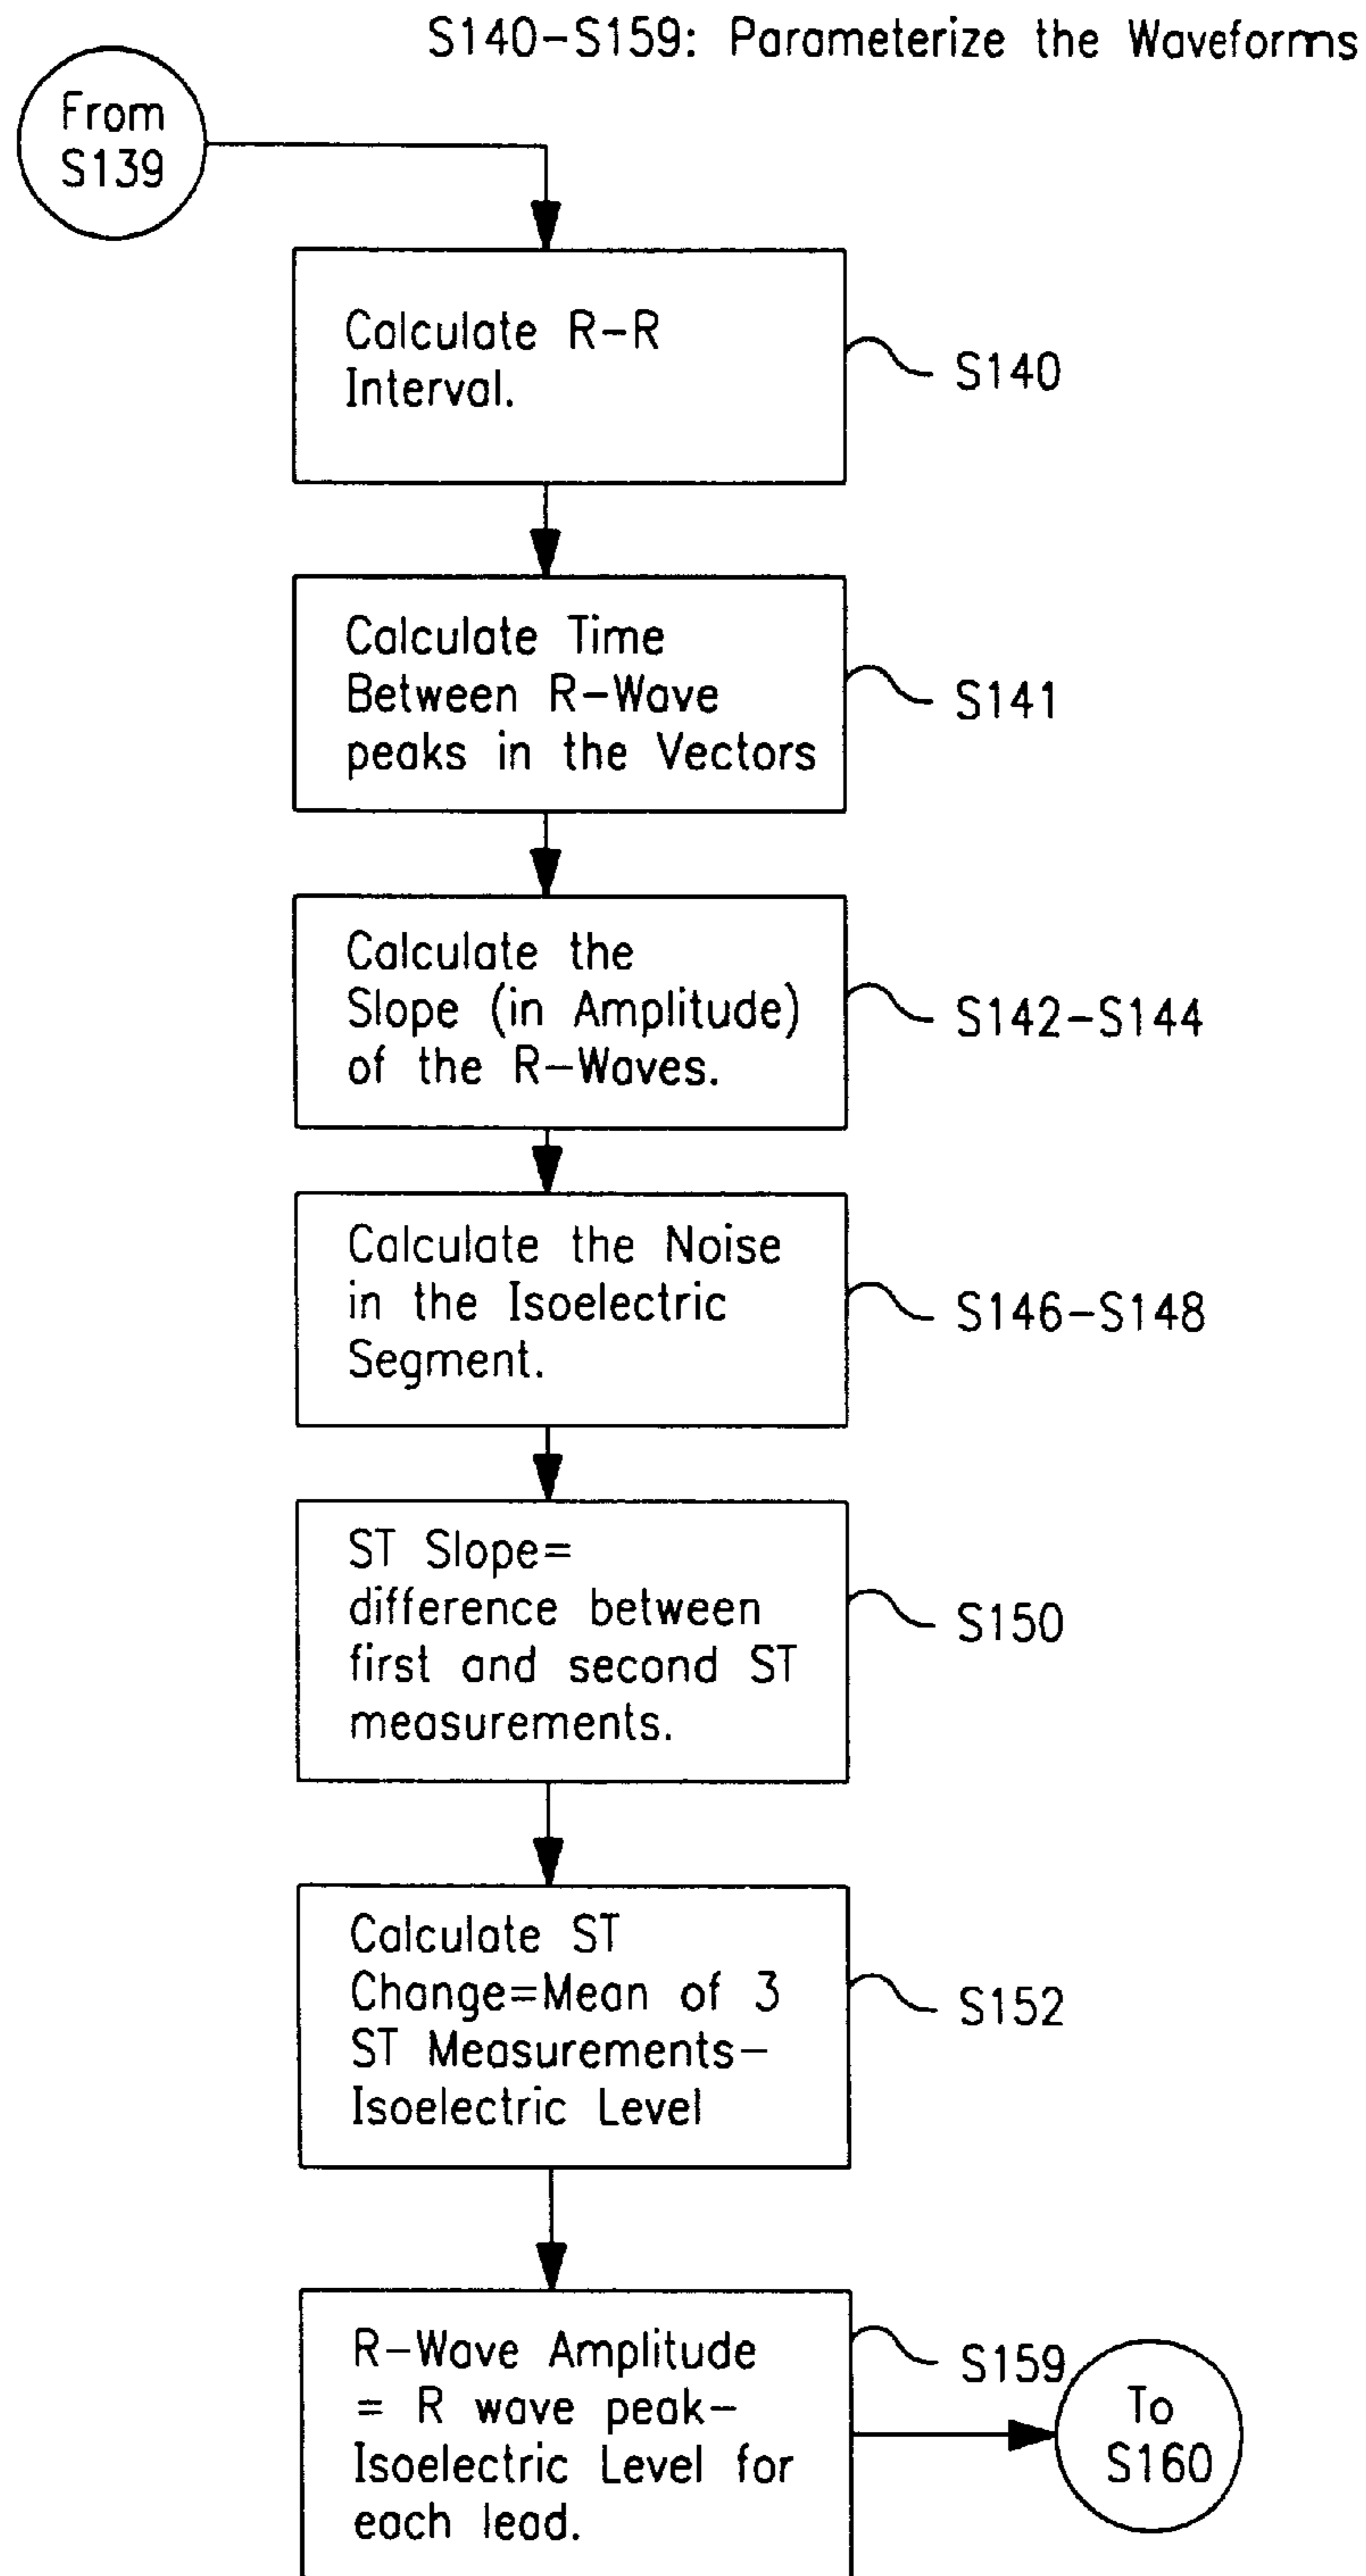 S140-S159: Parameterize the Waveforms
From
S139
Calculate R-R
Interval.
S140
Calculate Time
Between R-Wave
peaks in the Vectors
S141
Calculate the
Slope (in Amplitude)
of the R-Waves.
S142-S144
Calculate the Noise
in the Isoelectric
Segment.
S146-S148
ST Slope=
difference between
first and second ST
measurements.
S150
Calculate ST
Change=Mean of 3
ST Measurements-
Isoelectric Level
S152
R-Wave Amplitude
= R wave peak-
Isoelectric Level for
each lead.
S159
To
S160